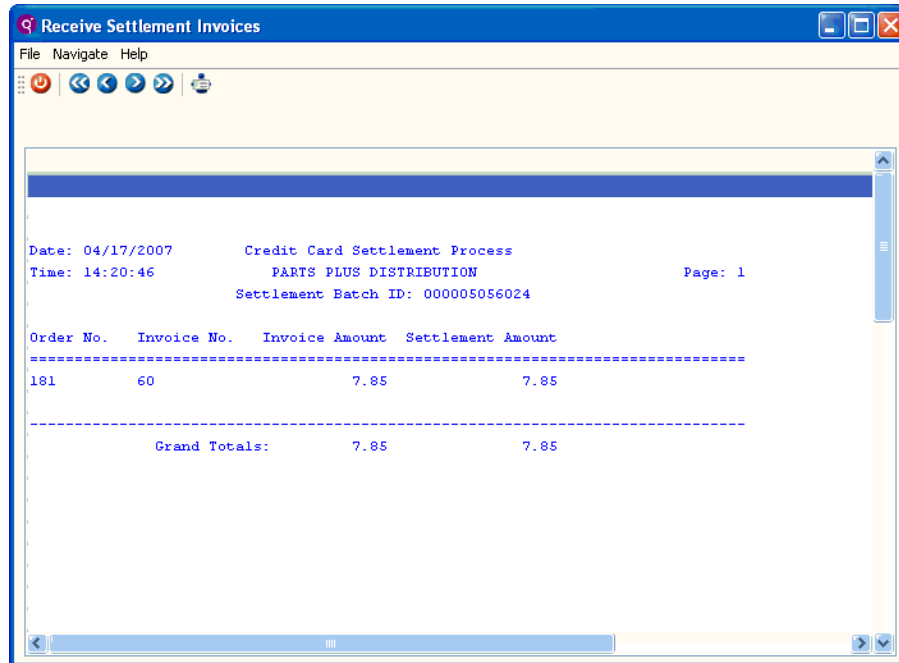 Receive Settlement Invoices
File Navigate Help
Date: 04/17/2007 Credit Card Settlement Process
Time: 14:20:46 PARTS PLUS DISTRIBUTION Page: 1
Settlement Batch ID: 000005056024
Order No. Invoice No. Invoice Amount Settlement Amount
================================================================================
181 60 7.85 7.85
--------------------------------------------------------------------------------
Grand Totals: 7.85 7.85